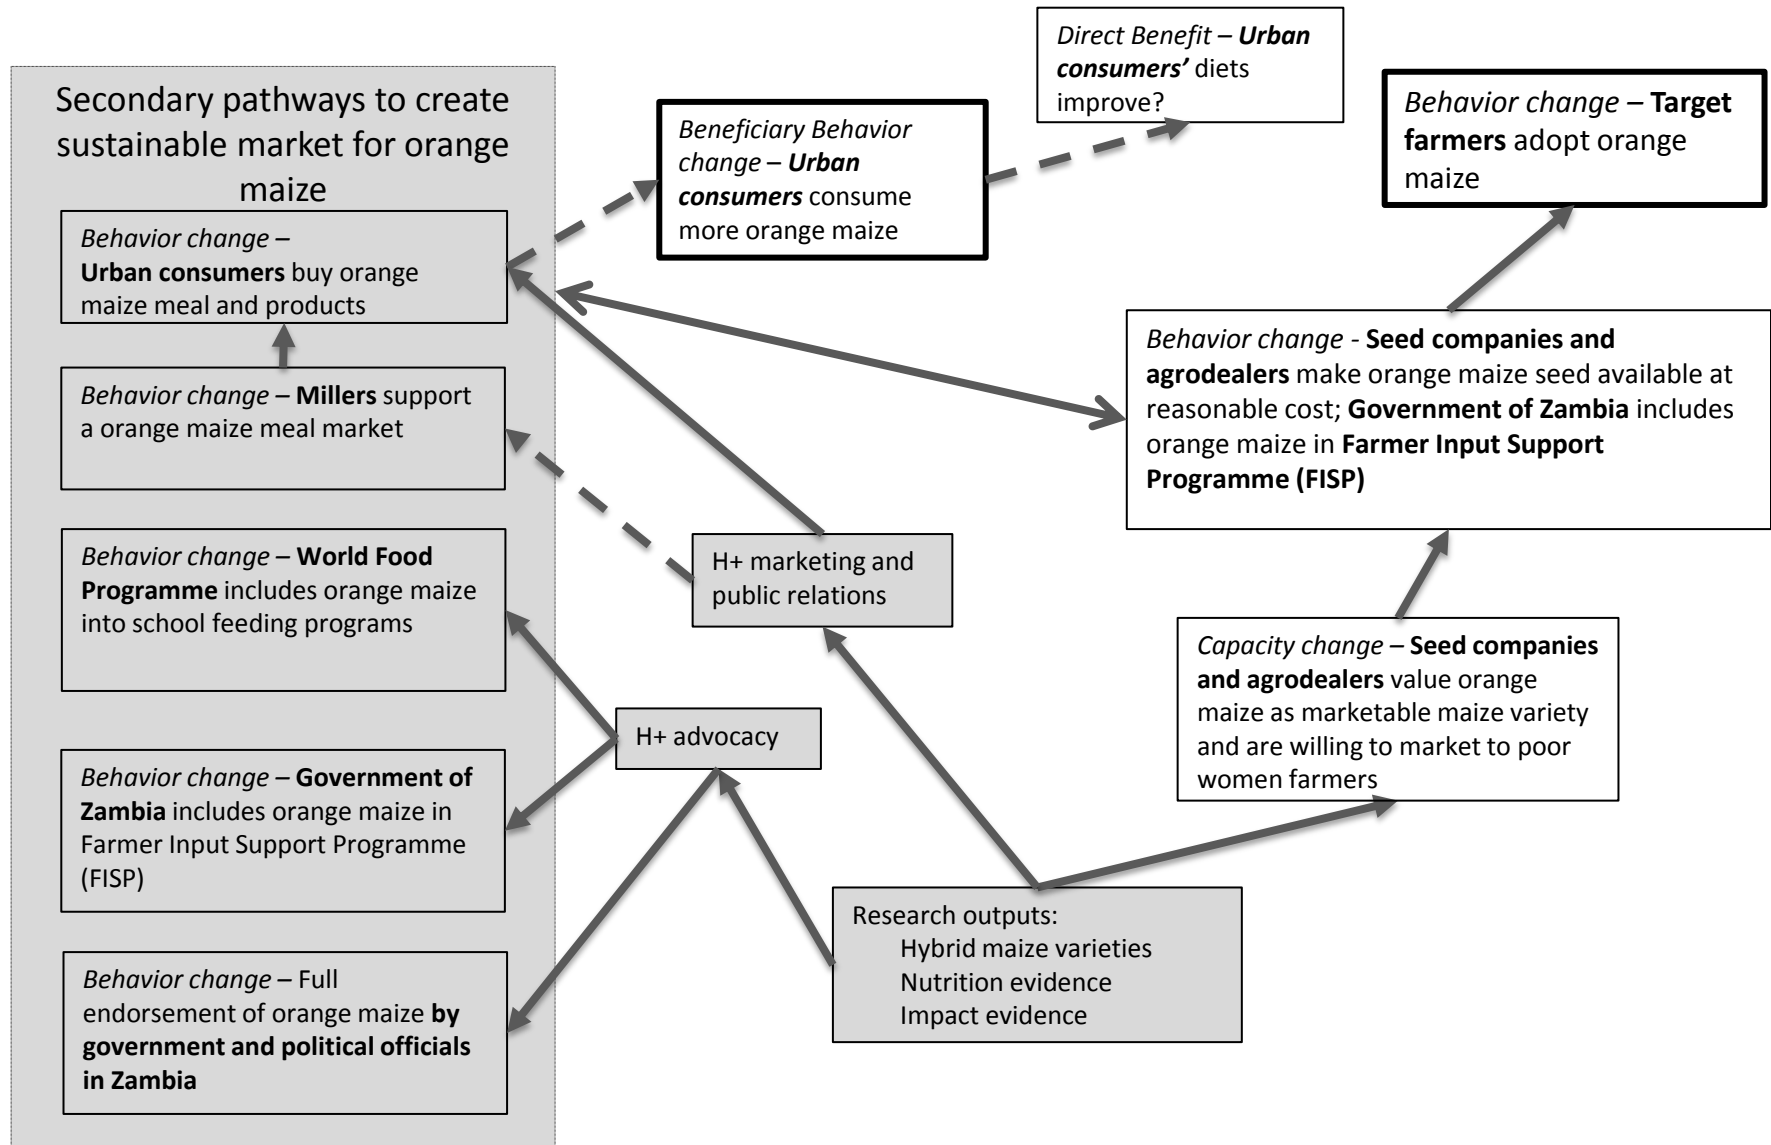 Secondary pathways to create
sustainable market for orange
maize
Behavior change –
Urban consumers buy orange
maize meal and products
Behavior change – Millers support
a orange maize meal market
Behavior change – World Food
Programme includes orange maize
into school feeding programs
Behavior change – Government of
Zambia includes orange maize in
Farmer Input Support Programme
(FISP)
Behavior change – Full
endorsement of orange maize by
government and political officials
in Zambia
Beneficiary Behavior
change – Urban
consumers consume
more orange maize
Direct Benefit – Urban
consumers’ diets
improve?
H+ marketing and
public relations
H+ advocacy
Research outputs:
Hybrid maize varieties
Nutrition evidence
Impact evidence
Behavior change – Target
farmers adopt orange
maize
Behavior change - Seed companies and
agrodealers make orange maize seed available at
reasonable cost; Government of Zambia includes
orange maize in Farmer Input Support
Programme (FISP)
Capacity change – Seed companies
and agrodealers value orange
maize as marketable maize variety
and are willing to market to poor
women farmers